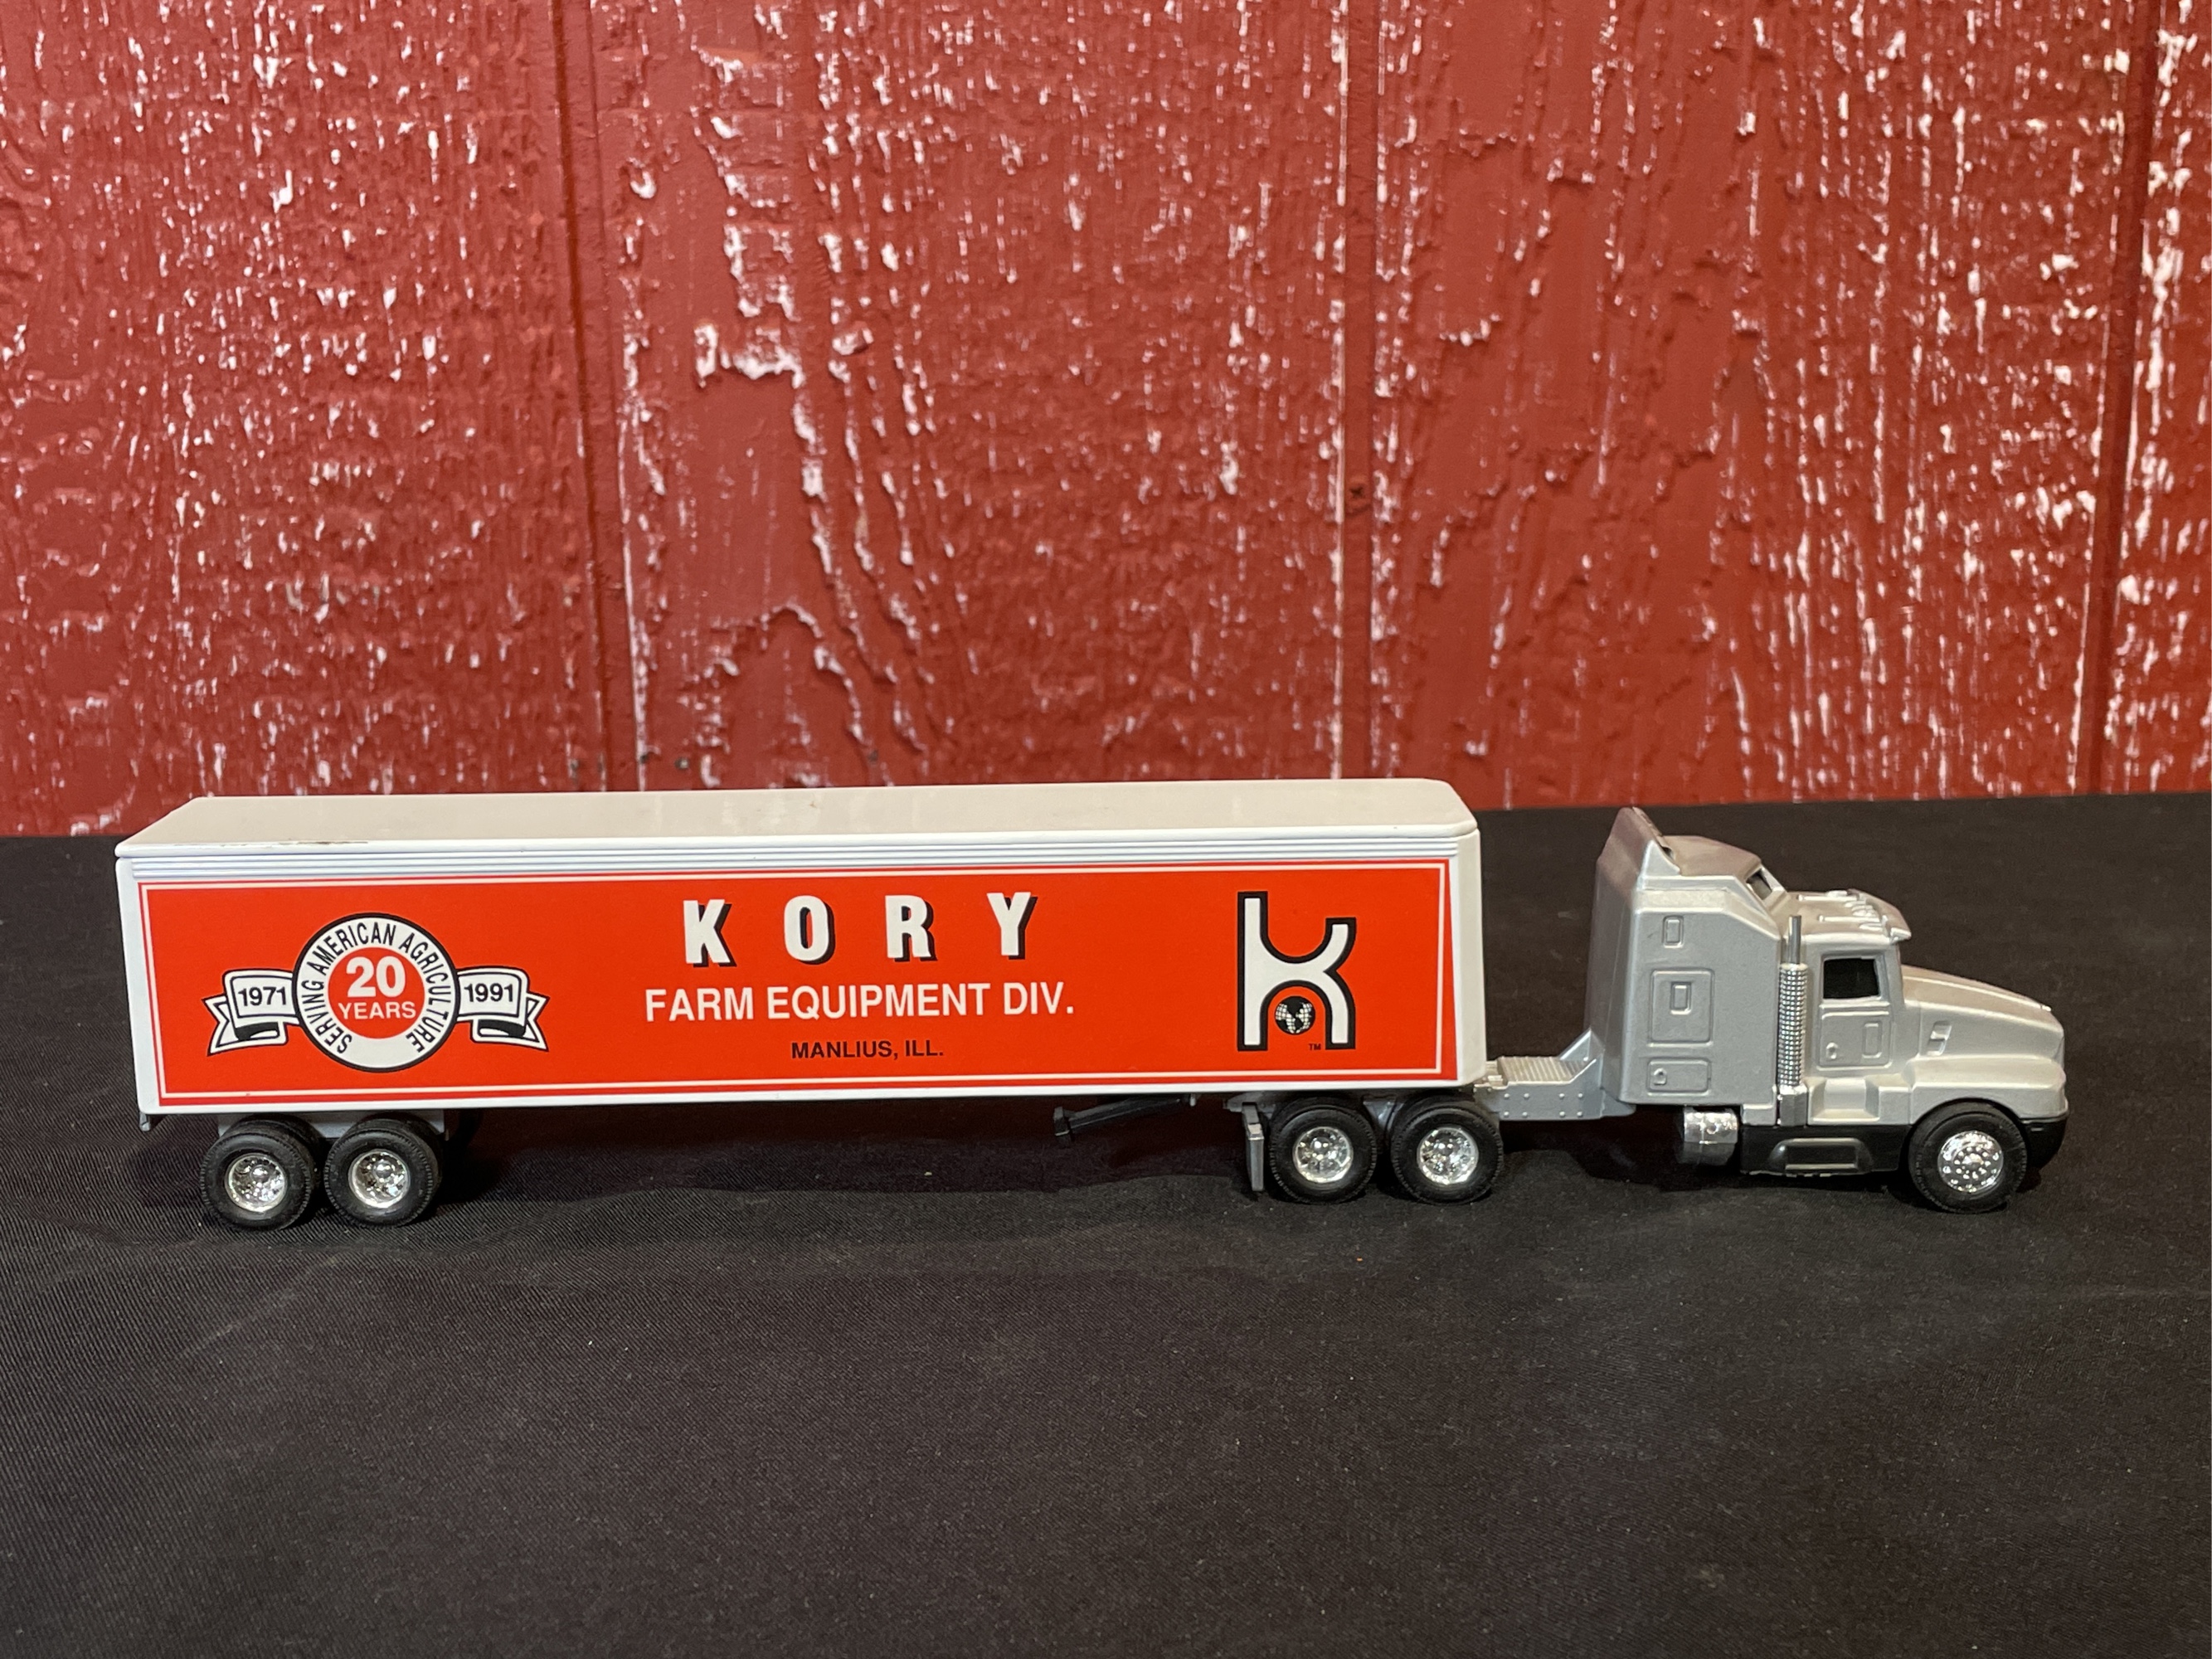 SERVING AMERICAN AGRICULTURE
1971 20 YEARS 1991
KORY
FARM EQUIPMENT DIV.
MANLIUS, ILL.
k
TM